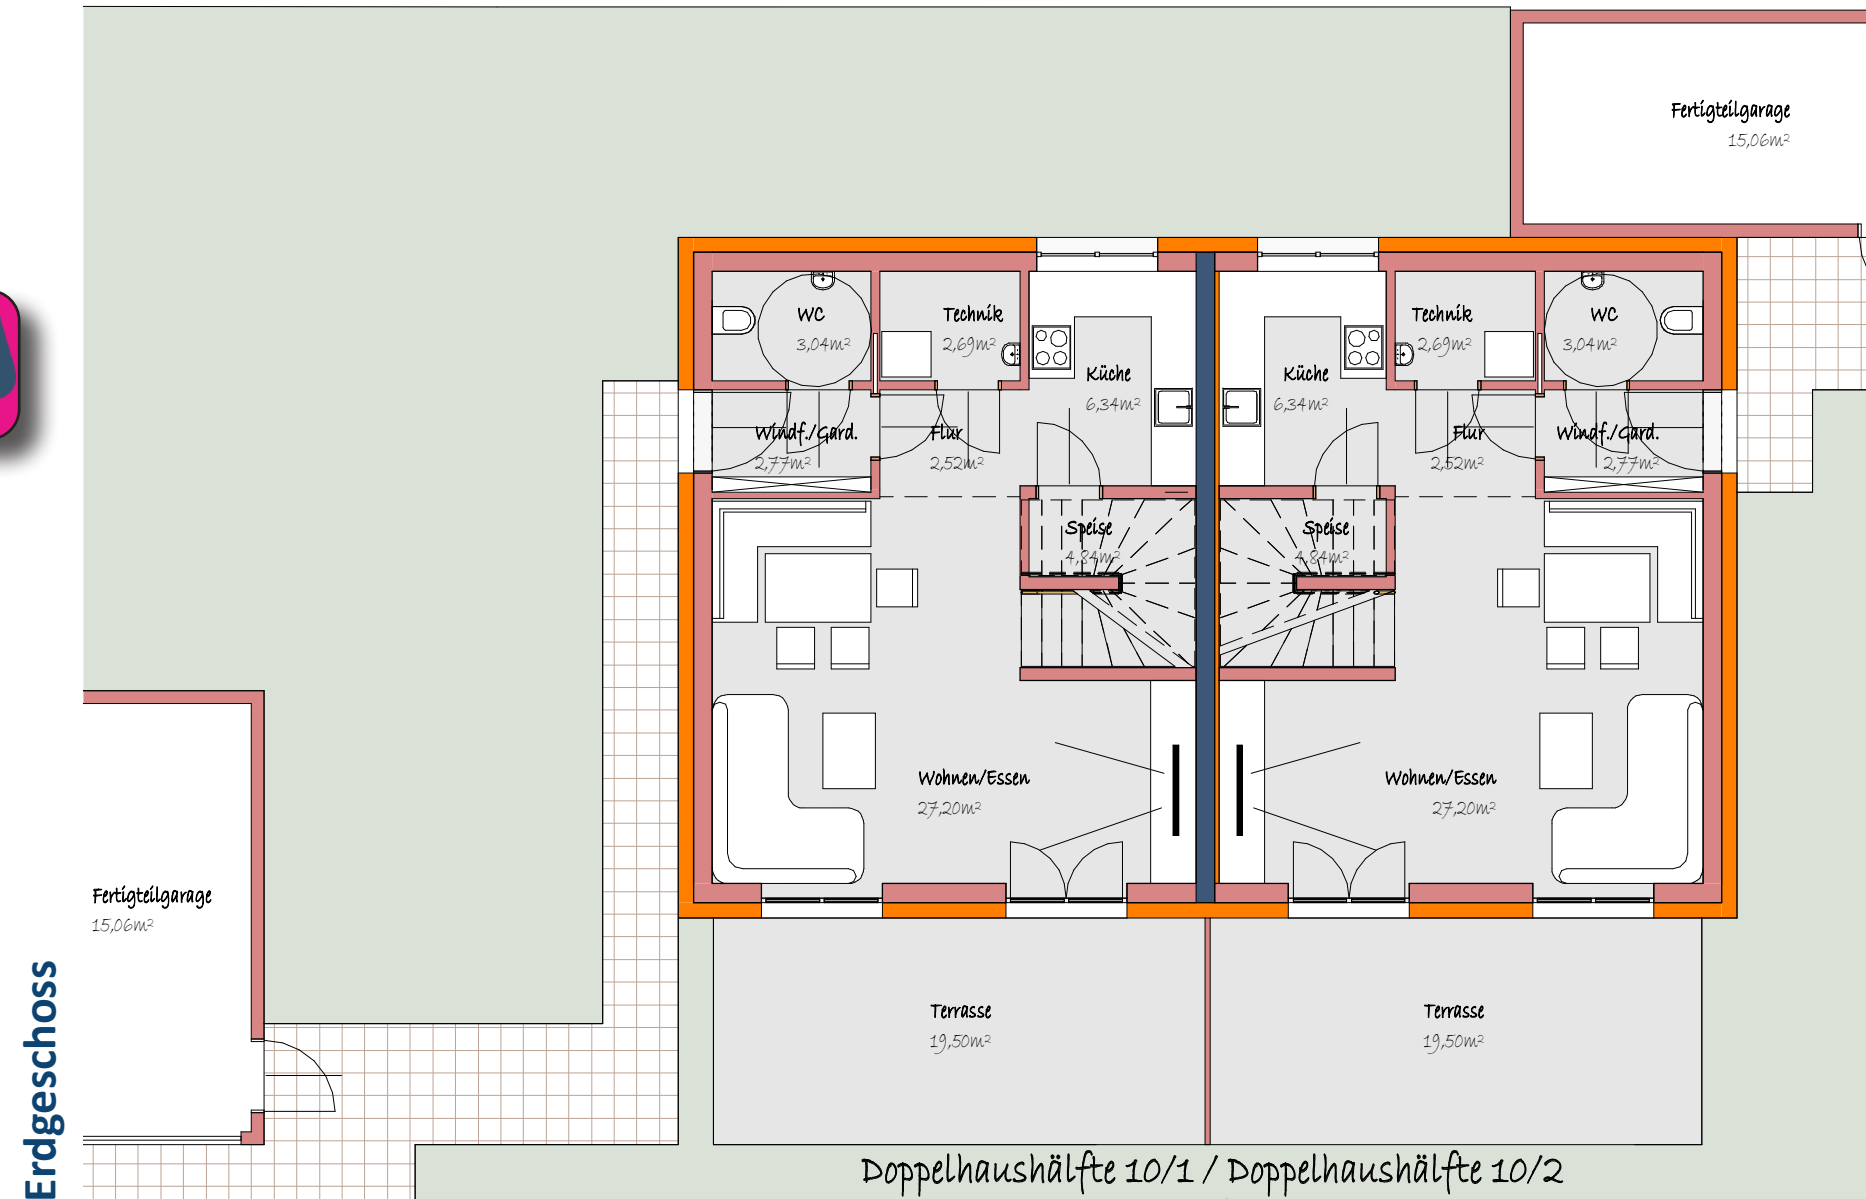 Fertigteilgarage
15,06m²
WC
3,04m²
Technik
2,69m²
Küche
6,34m²
Windf./Gard.
2,77m²
Flur
2,52m²
Speise
4,84m²
Wohnen/Essen
27,20m²
Küche
6,34m²
Technik
2,69m²
WC
3,04m²
Flur
2,52m²
Windf./Gard.
2,77m²
Speise
4,84m²
Wohnen/Essen
27,20m²
Fertigteilgarage
15,06m²
Terrasse
19,50m²
Terrasse
19,50m²
Doppelhaushälfte 10/1 / Doppelhaushälfte 10/2
Erdgeschoss